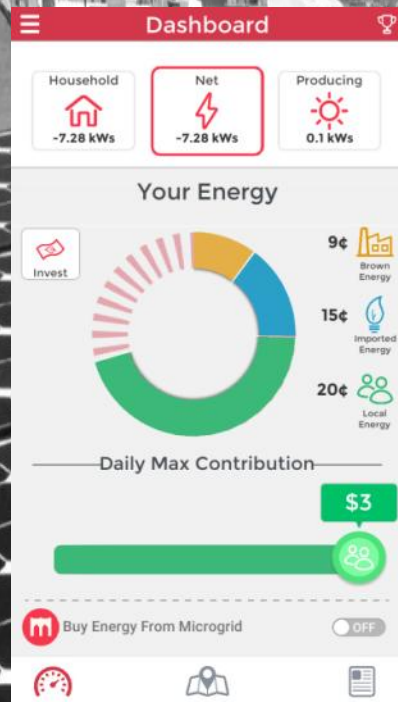 Dashboard
Household
-7.28 kWs
Net
-7.28 kWs
Producing
0.1 kWs
Your Energy
Invest
9¢
Brown
Energy
15¢
Imported
Energy
20¢
Local
Energy
Daily Max Contribution
$3
Buy Energy From Microgrid
OFF